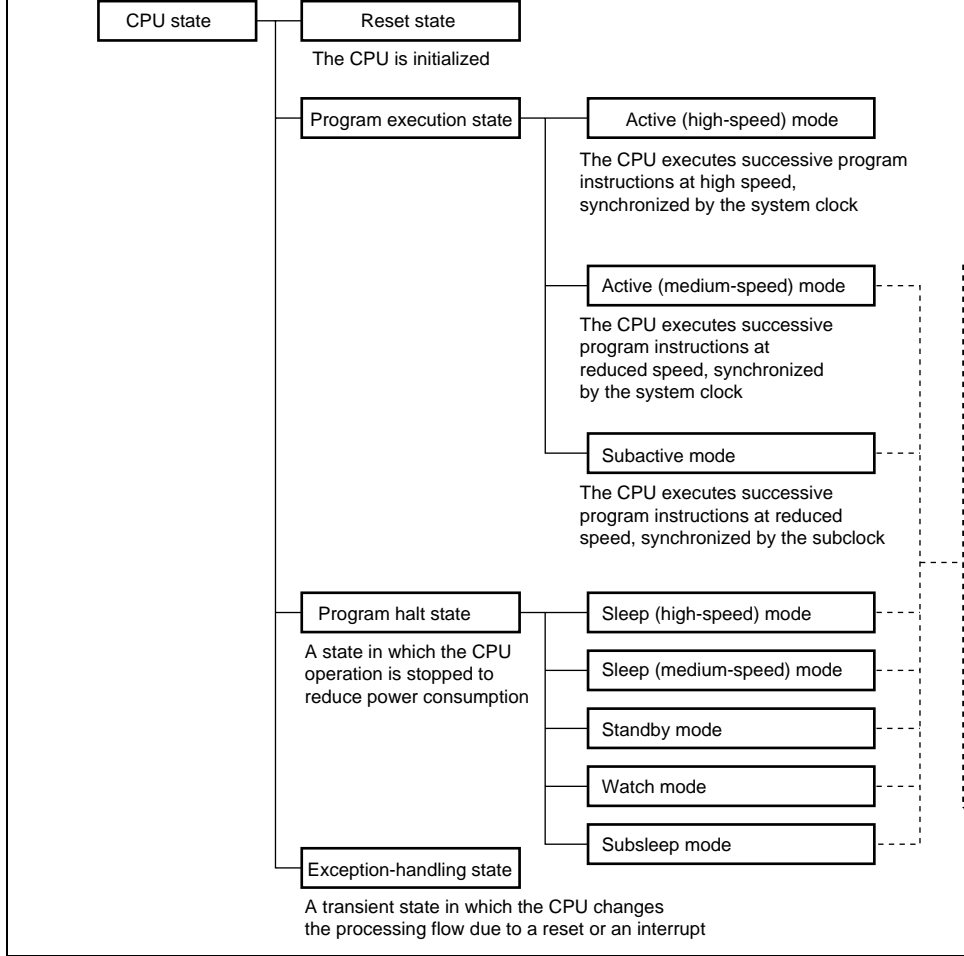 CPU state
Reset state
The CPU is initialized
Program execution state
Active (high-speed) mode
The CPU executes successive program
instructions at high speed,
synchronized by the system clock
Active (medium-speed) mode
The CPU executes successive
program instructions at
reduced speed, synchronized
by the system clock
Subactive mode
The CPU executes successive
program instructions at reduced
speed, synchronized by the subclock
Program halt state
A state in which the CPU
operation is stopped to
reduce power consumption
Sleep (high-speed) mode
Sleep (medium-speed) mode
Standby mode
Watch mode
Subsleep mode
Exception-handling state
A transient state in which the CPU changes
the processing flow due to a reset or an interrupt